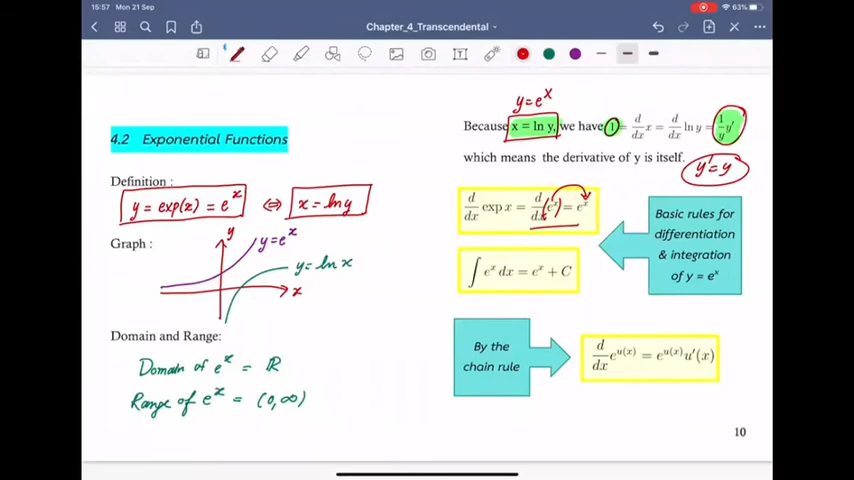 15:57 Mon 21 Sep
63%
Chapter_4_Transcendental
4.2 Exponential Functions
Definition :
y = exp(x) = e^x ⇔ x = ln y
Graph :
y
y = e^x
y = ln x
x
Domain and Range:
Domain of e^x = ℝ
Range of e^x = (0, ∞)
y = e^x
Because x = ln y, we have 1 = d/dx x = d/dx ln y = 1/y y'
which means the derivative of y is itself.
y' = y
d/dx exp x = d/dx (e^x) = e^x
∫ e^x dx = e^x + C
Basic rules for
differentiation
& integration
of y = e^x
By the
chain rule
d/dx e^{u(x)} = e^{u(x)} u'(x)
10